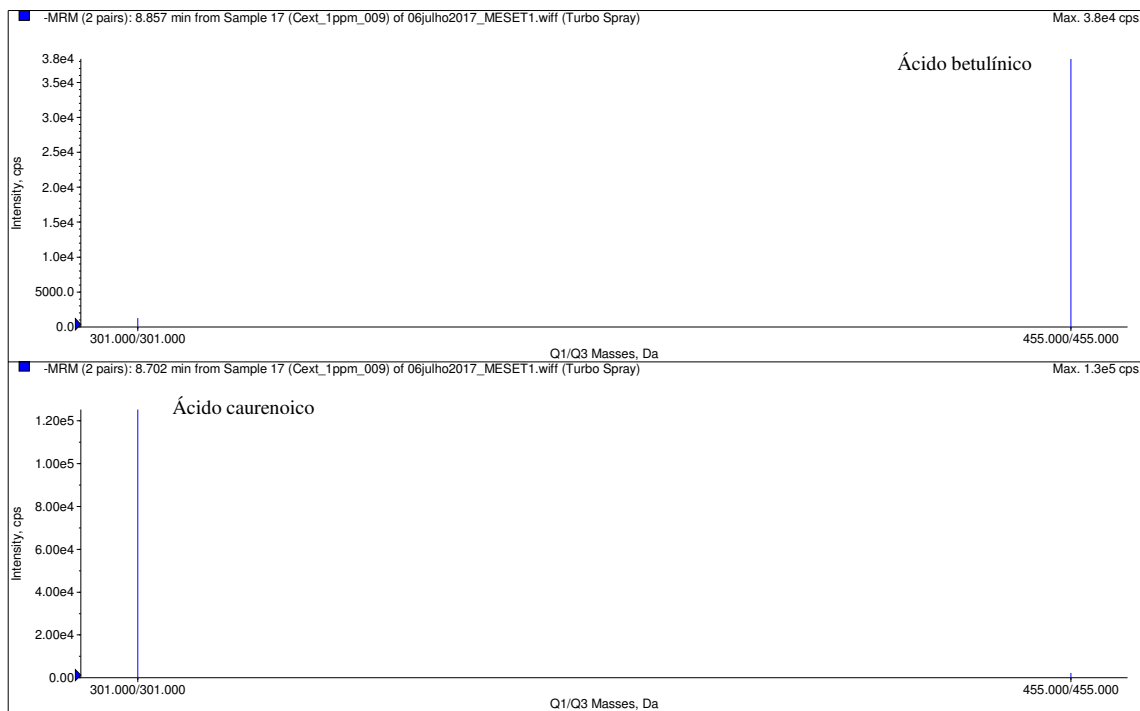 -MRM (2 pairs): 8.857 min from Sample 17 (Cext_1ppm_009) of 06julho2017_MESET1.wiff (Turbo Spray)
Max. 3.8e4 cps
Ácido betulínico
Intensity, cps
3.8e4
3.5e4
3.0e4
2.5e4
2.0e4
1.5e4
1.0e4
5000.0
0.0
301.000/301.000
455.000/455.000
Q1/Q3 Masses, Da
-MRM (2 pairs): 8.702 min from Sample 17 (Cext_1ppm_009) of 06julho2017_MESET1.wiff (Turbo Spray)
Max. 1.3e5 cps
Ácido caurenoico
Intensity, cps
1.20e5
1.00e5
8.00e4
6.00e4
4.00e4
2.00e4
0.00
301.000/301.000
455.000/455.000
Q1/Q3 Masses, Da